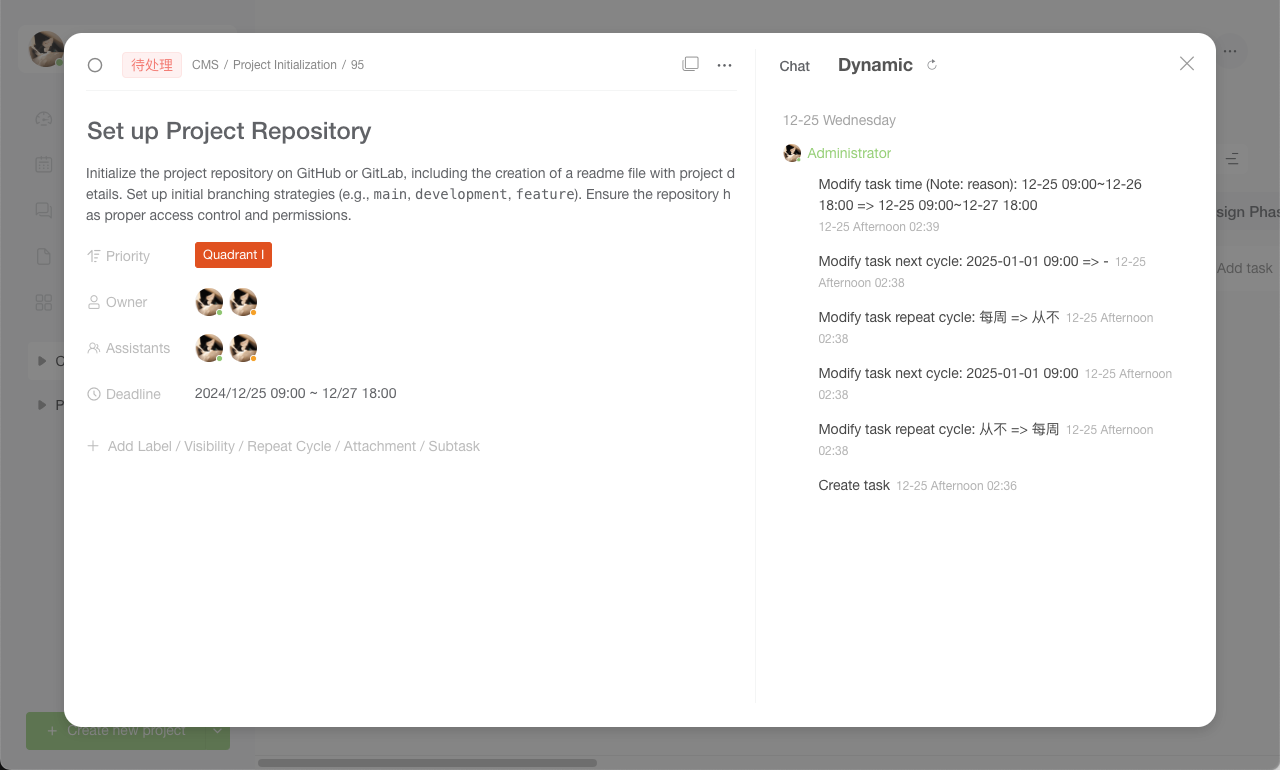 待处理 CMS / Project Initialization / 95
Set up Project Repository
Initialize the project repository on GitHub or GitLab, including the creation of a readme file with project d
etails. Set up initial branching strategies (e.g., main, development, feature). Ensure the repository h
as proper access control and permissions.
Priority Quadrant I
Owner
Assistants
Deadline 2024/12/25 09:00 ~ 12/27 18:00
+ Add Label / Visibility / Repeat Cycle / Attachment / Subtask
Chat Dynamic
12-25 Wednesday
Administrator
Modify task time (Note: reason): 12-25 09:00~12-26
18:00 => 12-25 09:00~12-27 18:00
12-25 Afternoon 02:39
Modify task next cycle: 2025-01-01 09:00 => - 12-25
Afternoon 02:38
Modify task repeat cycle: 每周 => 从不 12-25 Afternoon
02:38
Modify task next cycle: 2025-01-01 09:00 12-25 Afternoon
02:38
Modify task repeat cycle: 从不 => 每周 12-25 Afternoon
02:38
Create task 12-25 Afternoon 02:36
sign Phas
Add task
C
P
+ Create new project